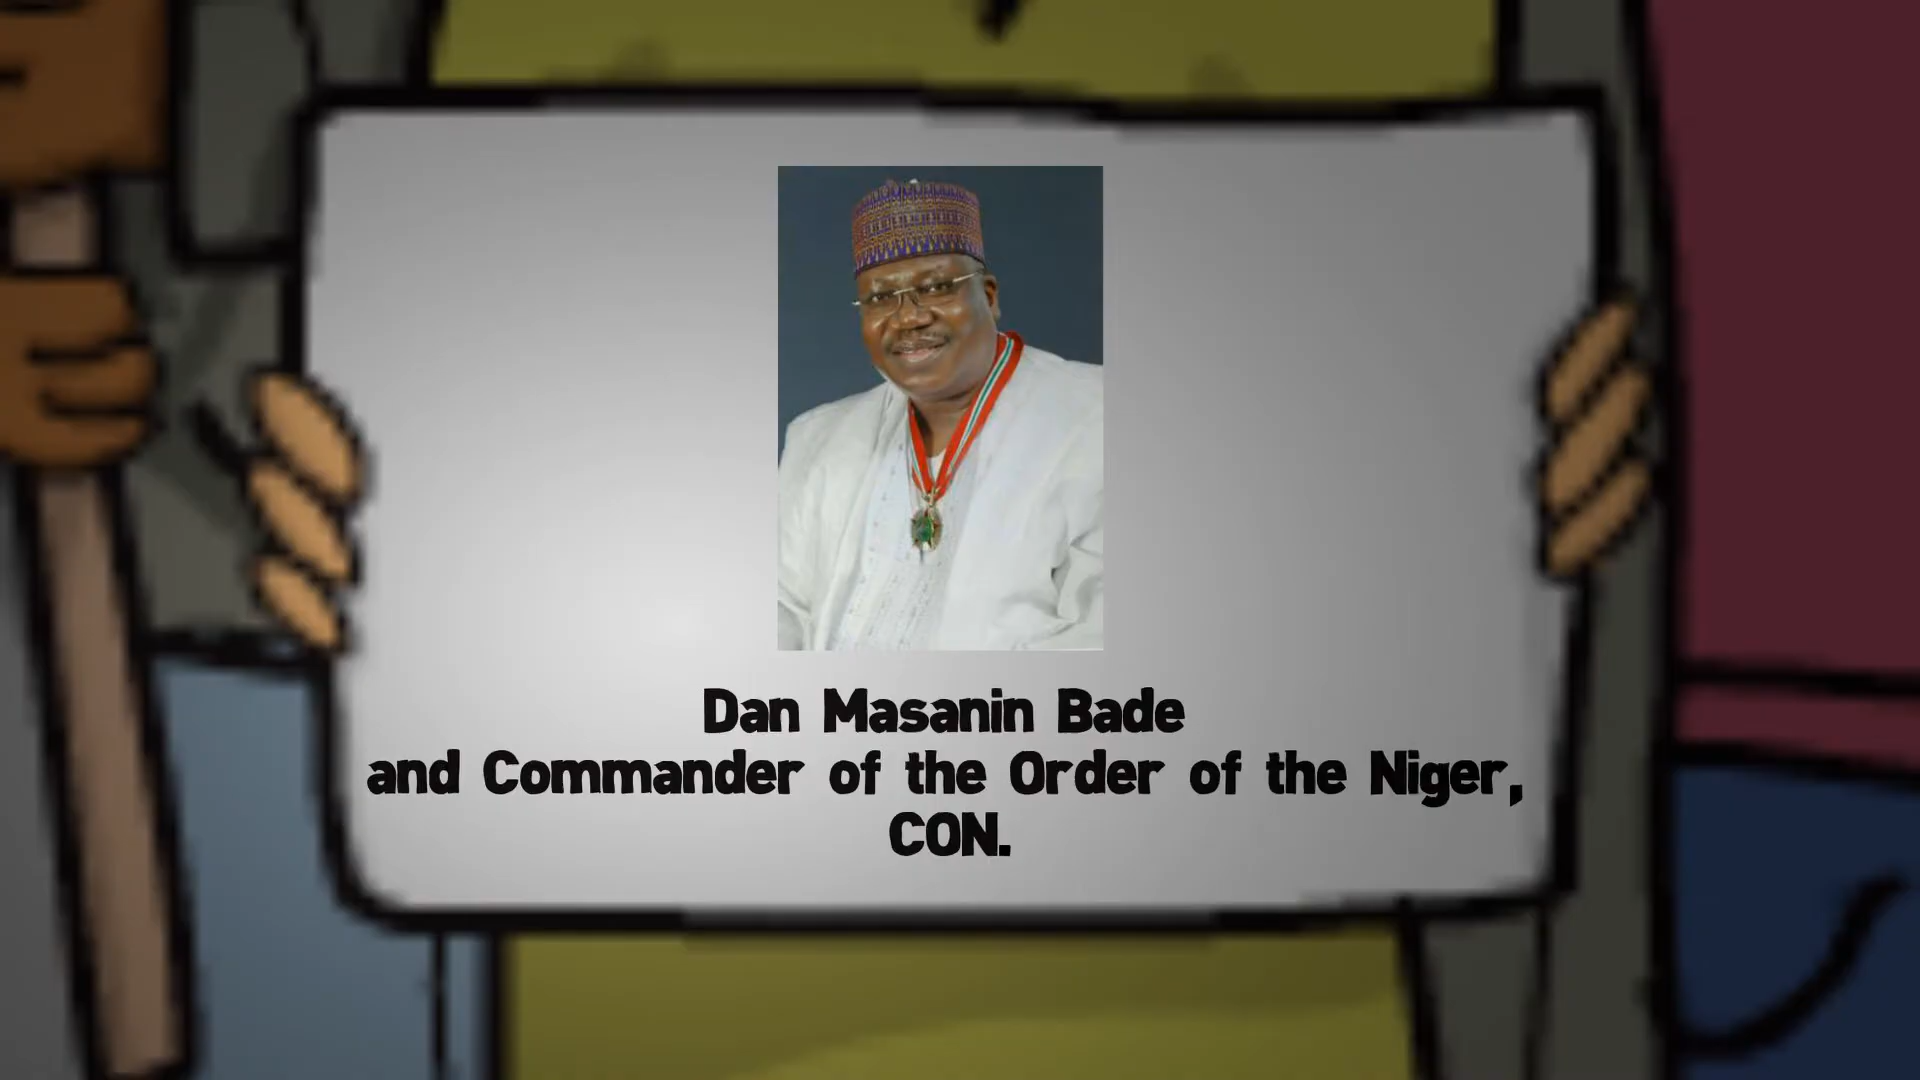 Dan Masanin Bade
and Commander of the Order of the Niger,
CON.